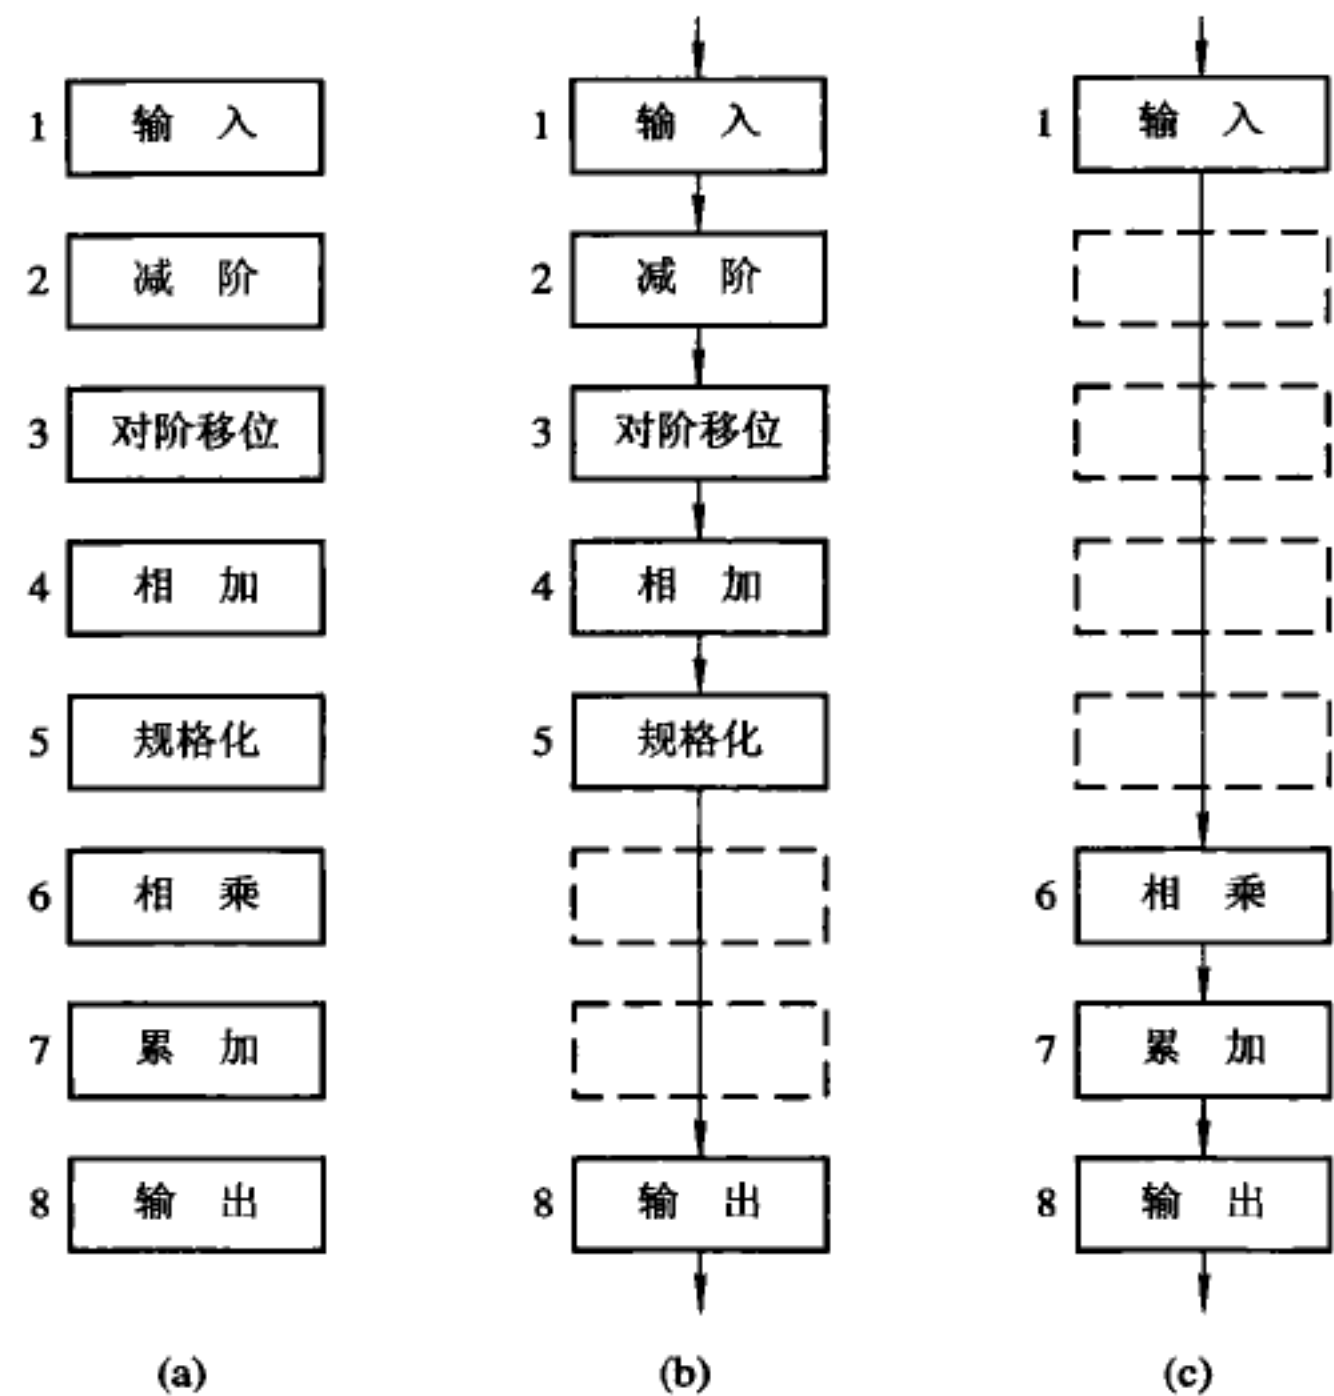 1 输入
2 减阶
3 对阶移位
4 相加
5 规格化
6 相乘
7 累加
8 输出
(a)
1 输入
2 减阶
3 对阶移位
4 相加
5 规格化
8 输出
(b)
1 输入
6 相乘
7 累加
8 输出
(c)